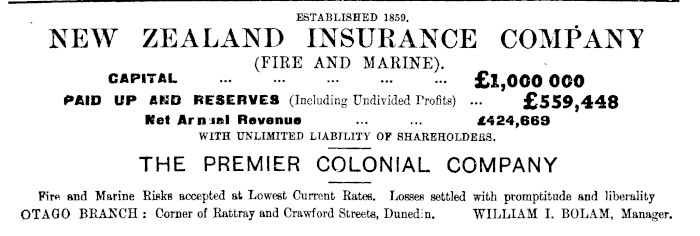 ESTABLISHED 1859.
NEW ZEALAND INSURANCE COMPANY
(FIRE AND MARINE).
CAPITAL ... ... ... ... ... £1,000 000
PAID UP AND RESERVES (Including Undivided Profits) ... £559,448
Net Annual Revenue ... ... £424,669
WITH UNLIMITED LIABILITY OF SHAREHOLDERS.
THE PREMIER COLONIAL COMPANY
Fire and Marine Risks accepted at Lowest Current Rates. Losses settled with promptitude and liberality
OTAGO BRANCH: Corner of Rattray and Crawford Streets, Dunedin. WILLIAM I. BOLAM, Manager.